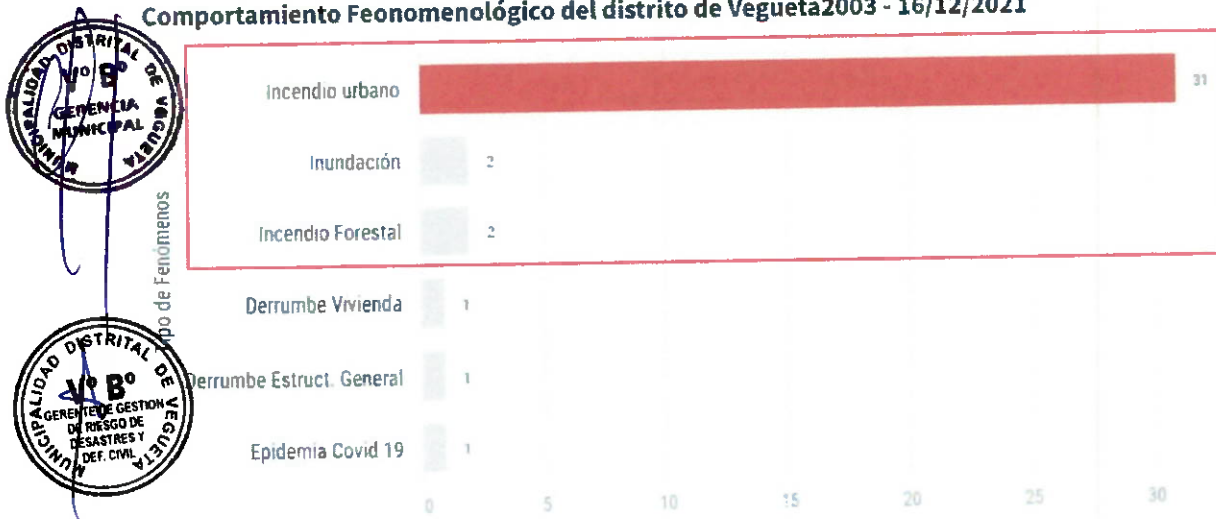 Comportamiento Feonomenológico del distrito de Vegueta2003 - 16/12/2021
MUNICIPALIDAD DISTRITAL DE VEGUETA
Vº Bº
GERENCIA
MUNICIPAL
Incendio urbano 31
Inundación 2
Incendio Forestal 2
Derrumbe Vivienda 1
Derrumbe Estruct. General 1
Epidemia Covid 19 1
de Fenómenos
MUNICIPALIDAD DISTRITAL DE VEGUETA
Vº Bº
GERENTE DE GESTION
DE RIESGO DE
DESASTRES Y
DEF. CIVIL
0 5 10 15 20 25 30